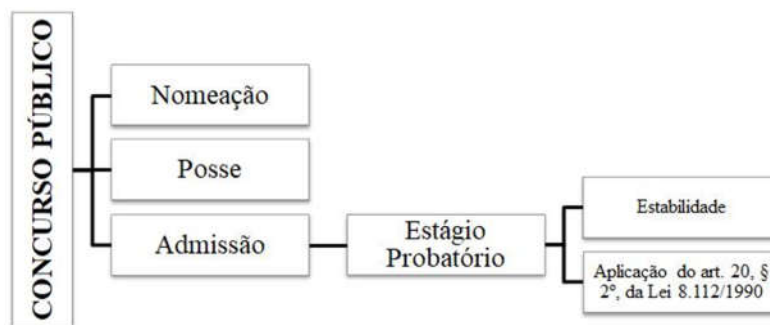 CONCURSO PÚBLICO
Nomeação
Posse
Admissão
Estágio
Probatório
Estabilidade
Aplicação do art. 20, §
2º, da Lei 8.112/1990